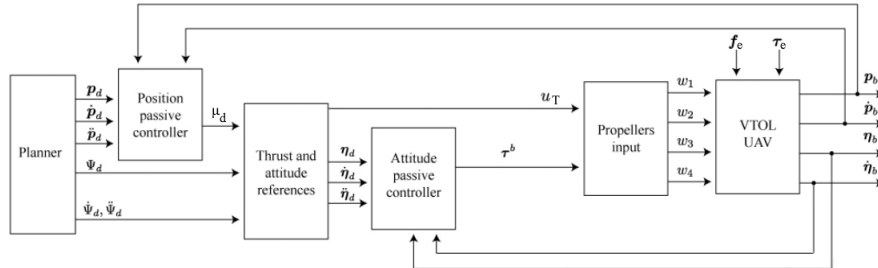 Planner
p_d
ṗ_d
p̈_d
Ψ_d
Ψ̇_d, Ψ̈_d
Position
passive
controller
μ_d
Thrust and
attitude
references
η_d
η̇_d
η̈_d
Attitude
passive
controller
u_T
τ^b
Propellers
input
w_1
w_2
w_3
w_4
f_e
τ_e
VTOL
UAV
p_b
ṗ_b
η_b
η̇_b